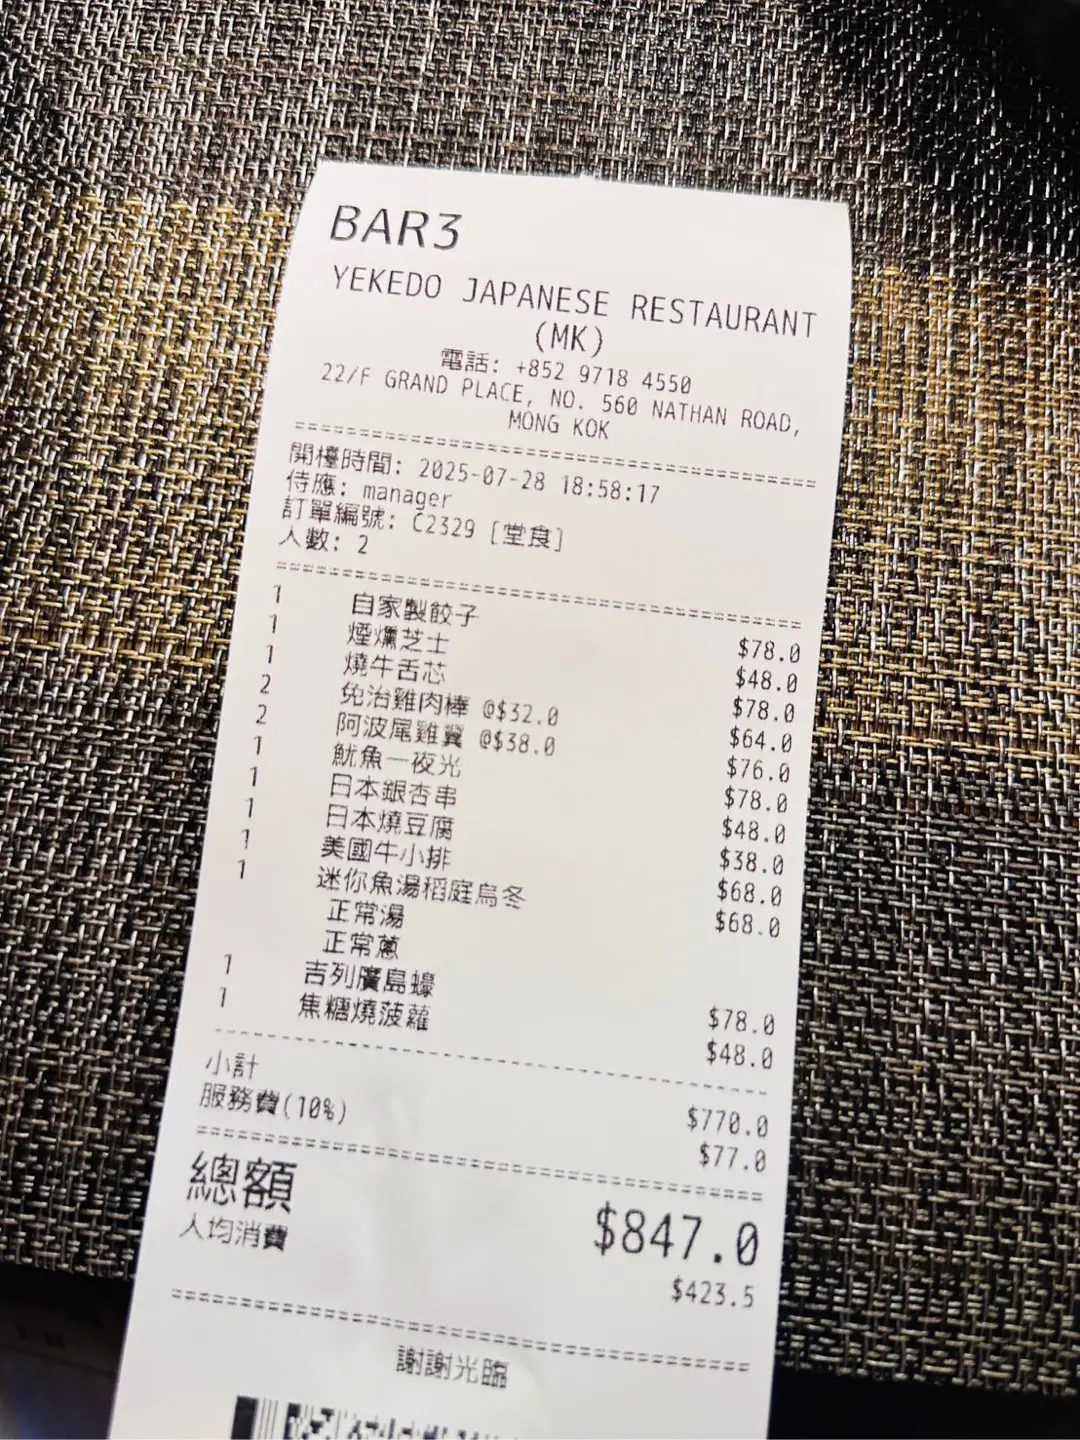 BAR3
YEKEDO JAPANESE RESTAURANT
(MK)
電話: +852 9718 4550
22/F GRAND PLACE, NO. 560 NATHAN ROAD,
MONG KOK
開檯時間: 2025-07-28 18:58:17
侍應: manager
訂單編號: C2329 [堂食]
人數: 2
1 自家製餃子 $78.0
1 煙燻芝士 $48.0
1 燒牛舌芯 $78.0
2 免治雞肉棒 @$32.0 $64.0
2 阿波尾雞翼 @$38.0 $76.0
1 魷魚一夜光 $78.0
1 日本銀杏串 $48.0
1 日本燒豆腐 $38.0
1 美國牛小排 $68.0
1 迷你魚湯稻庭烏冬 $68.0
正常湯
正常蔥
1 吉列廣島蠔 $78.0
1 焦糖燒菠蘿 $48.0
小計 $770.0
服務費(10%) $77.0
總額 $847.0
人均消費 $423.5
謝謝光臨